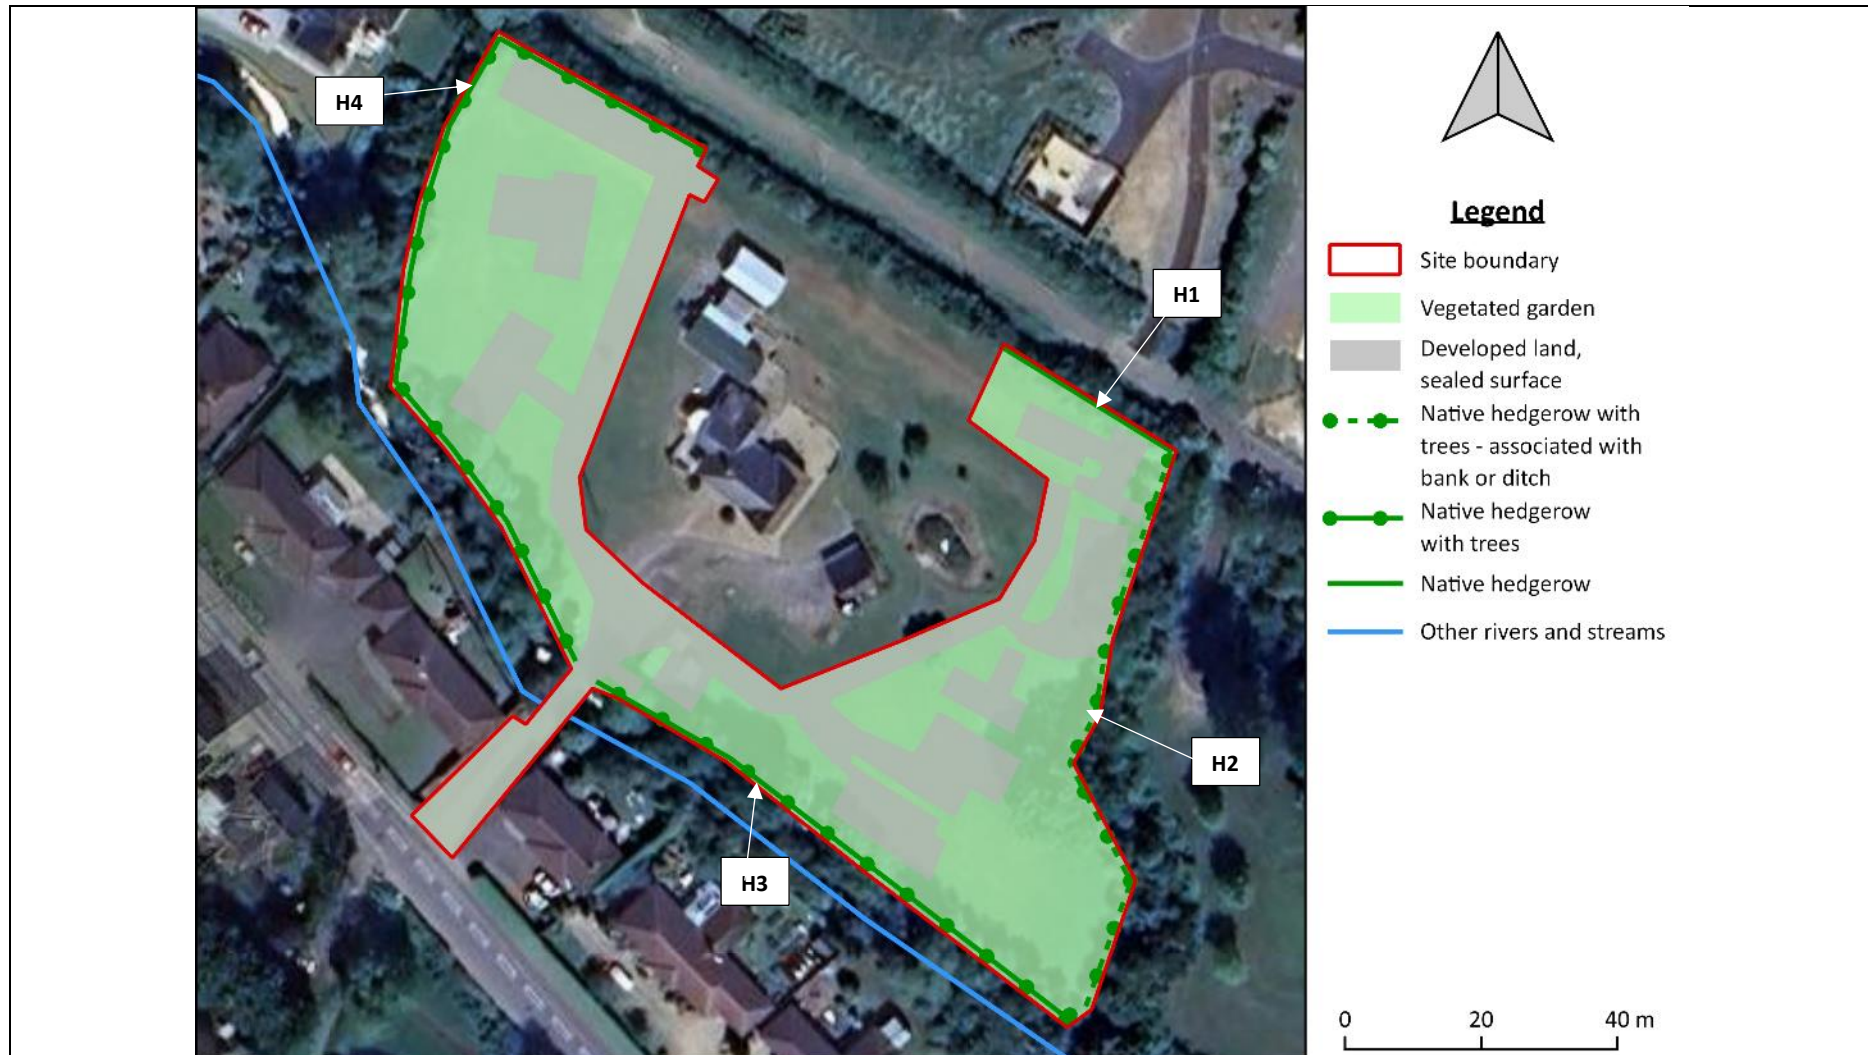 H4
H1
H2
H3
Legend
Site boundary
Vegetated garden
Developed land,
sealed surface
Native hedgerow with
trees - associated with
bank or ditch
Native hedgerow
with trees
Native hedgerow
Other rivers and streams
0 20 40 m